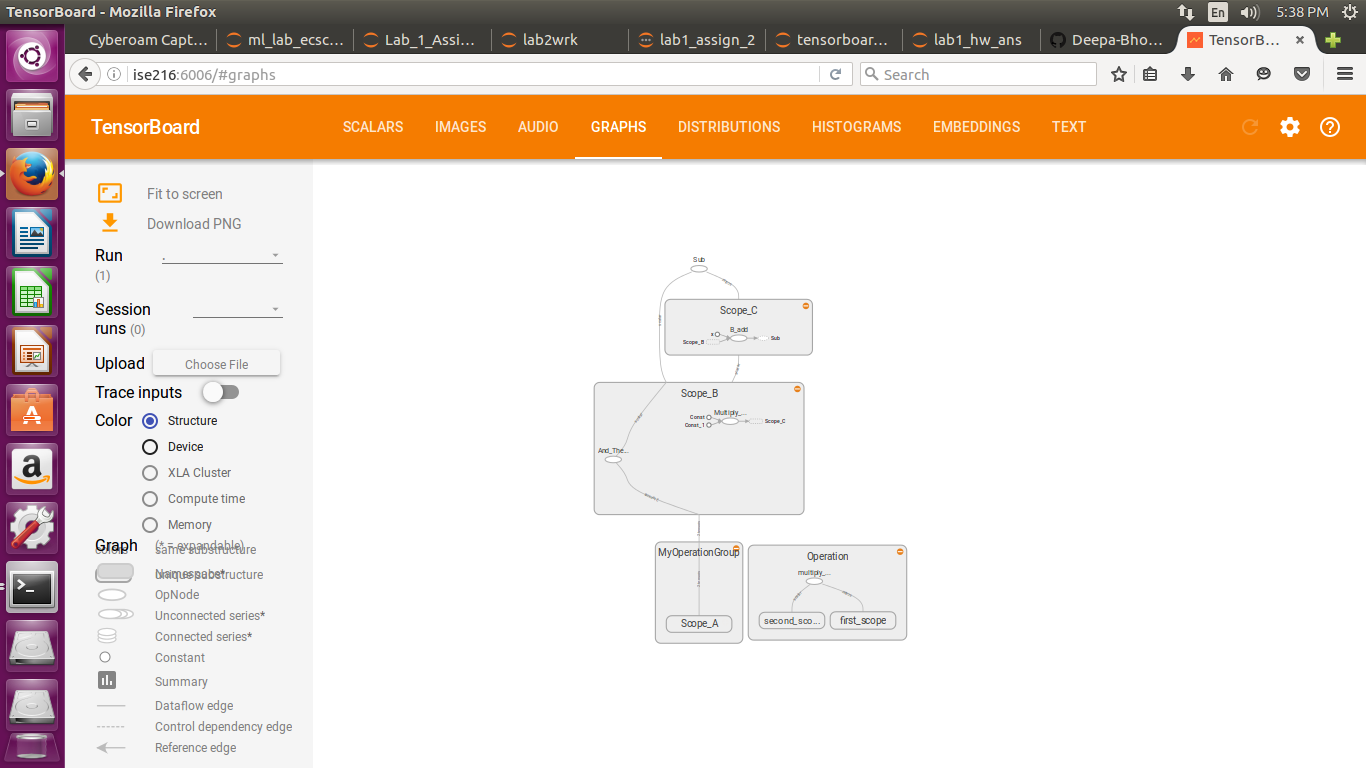 TensorBoard - Mozilla Firefox
En
5:38 PM
Cyberoam Capt...
ml_lab_ecsc...
Lab_1_Assi...
lab2wrk
lab1_assign_2
tensorboar...
lab1_hw_ans
Deepa-Bho...
TensorB...
ise216:6006/#graphs
Search
TensorBoard
SCALARS
IMAGES
AUDIO
GRAPHS
DISTRIBUTIONS
HISTOGRAMS
EMBEDDINGS
TEXT
Fit to screen
Download PNG
Run
(1)
.
Session
runs (0)
Upload
Choose File
Trace inputs
Color
Structure
Device
XLA Cluster
Compute time
Memory
Graph
(* = expandable)
colors
same substructure
Namespace*
unique substructure
OpNode
Unconnected series*
Connected series*
Constant
Summary
Dataflow edge
Control dependency edge
Reference edge
Sub
Scope_C
B_add
x
Scope_B
Sub
Scope_B
Multiply_...
Const
Const_1
Scope_C
And_The...
MyOperationGroup
Scope_A
Operation
multiply_...
second_sco...
first_scope